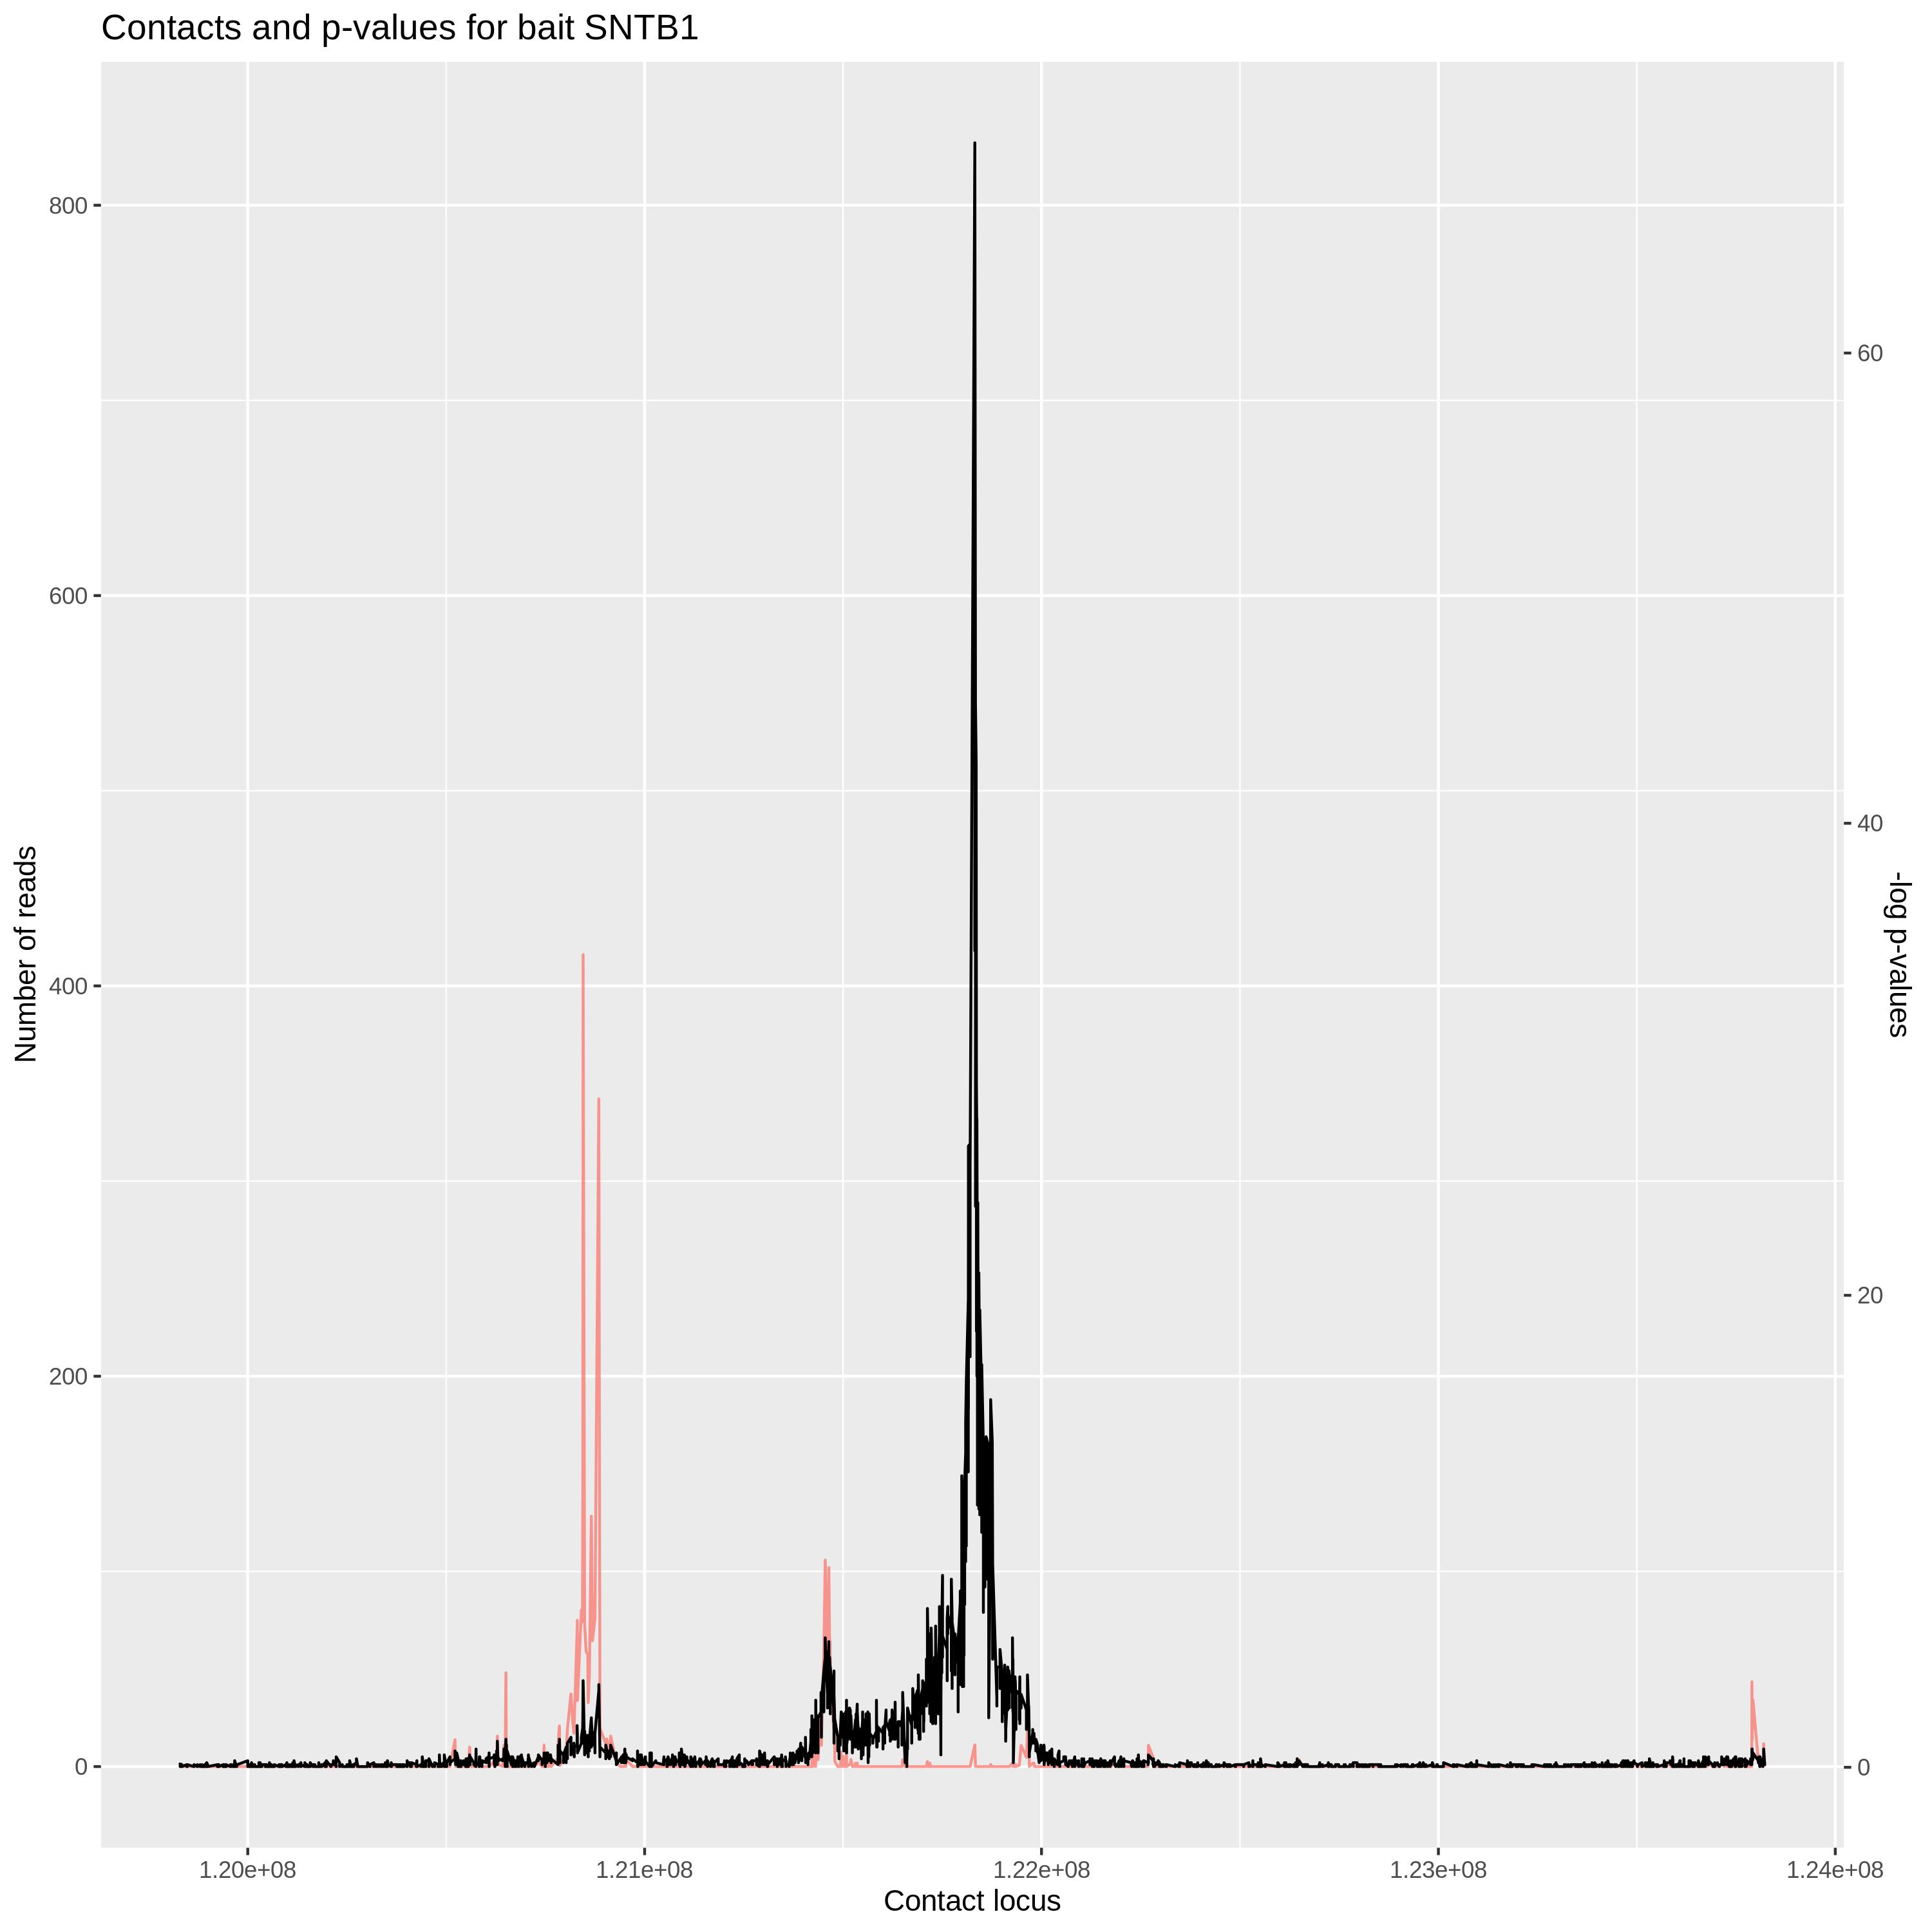 Contacts and p-values for bait SNTB1
800
600
400
200
0
Number of reads
60
40
20
0
-log p-values
1.20e+08
1.21e+08
1.22e+08
1.23e+08
1.24e+08
Contact locus